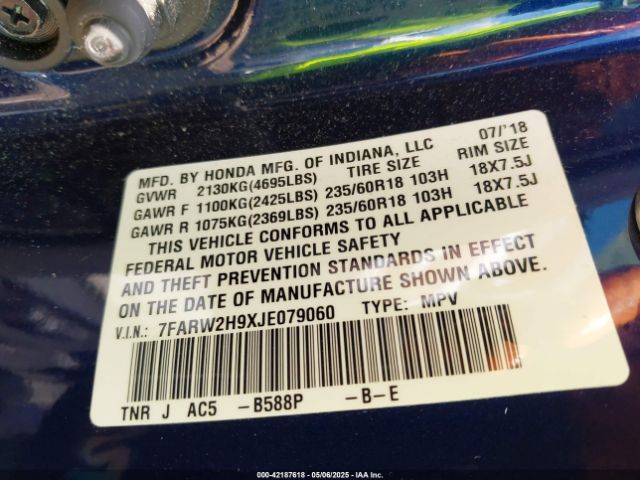 MFD. BY HONDA MFG. OF INDIANA, LLC 07/'18
GVWR 2130KG(4695LBS) TIRE SIZE RIM SIZE
GAWR F 1100KG(2425LBS) 235/60R18 103H 18X7.5J
GAWR R 1075KG(2369LBS) 235/60R18 103H 18X7.5J
THIS VEHICLE CONFORMS TO ALL APPLICABLE
FEDERAL MOTOR VEHICLE SAFETY
AND THEFT PREVENTION STANDARDS IN EFFECT
ON THE DATE OF MANUFACTURE SHOWN ABOVE.
V.I.N.: 7FARW2H9XJE079060 TYPE: MPV
TNR J AC5 -B588P -B-E
000-42187618 05/06/2025 IAAI Inc.